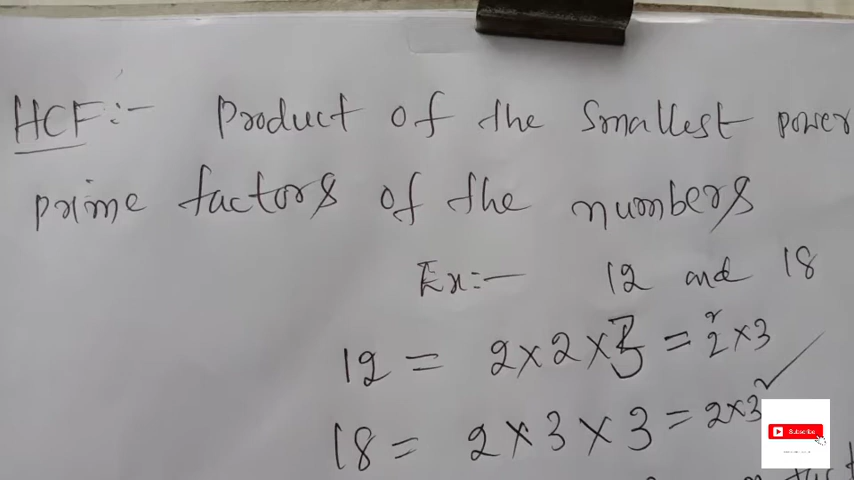 HCF:- Product of the smallest power
prime factors of the numbers
Ex:- 12 and 18
12 = 2×2×3 = 2²×3
18 = 2×3×3 = 2×3²
Subscribe